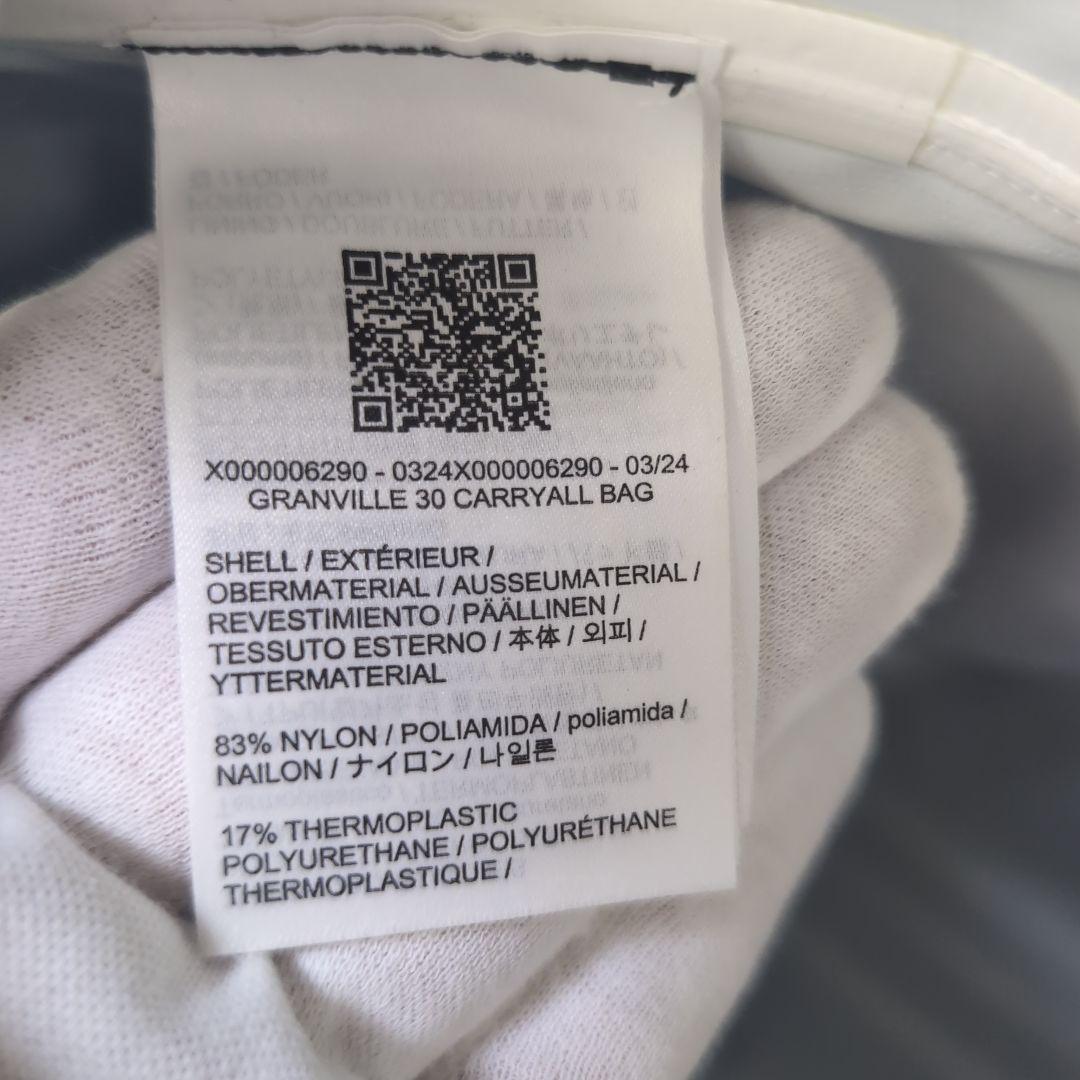 X000006290 - 0324X000006290 - 03/24
GRANVILLE 30 CARRYALL BAG
SHELL / EXTÉRIEUR /
OBERMATERIAL / AUSSEUMATERIAL /
REVESTIMIENTO / PÄÄLLINEN /
TESSUTO ESTERNO / 本体 / 외피 /
YTTERMATERIAL
83% NYLON / POLIAMIDA / poliamida /
NAILON / ナイロン / 나일론
17% THERMOPLASTIC
POLYURETHANE / POLYURÉTHANE
THERMOPLASTIQUE /